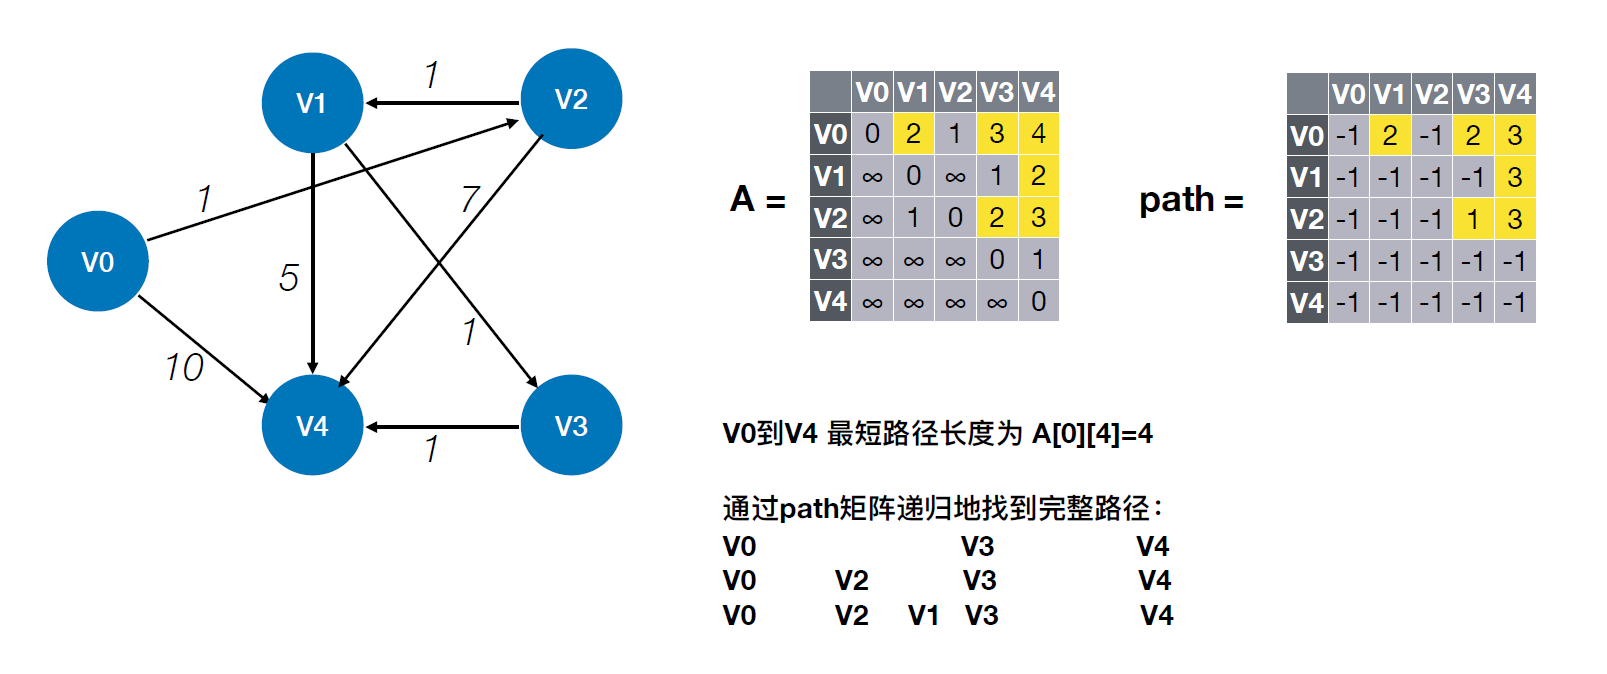 V1
V2
V0
V4
V3
1
1
7
5
1
10
1
A =
V0 V1 V2 V3 V4
V0 0 2 1 3 4
V1 ∞ 0 ∞ 1 2
V2 ∞ 1 0 2 3
V3 ∞ ∞ ∞ 0 1
V4 ∞ ∞ ∞ ∞ 0
path =
V0 V1 V2 V3 V4
V0 -1 2 -1 2 3
V1 -1 -1 -1 -1 3
V2 -1 -1 -1 1 3
V3 -1 -1 -1 -1 -1
V4 -1 -1 -1 -1 -1
V0到V4 最短路径长度为 A[0][4]=4
通过path矩阵递归地找到完整路径：
V0 V3 V4
V0 V2 V3 V4
V0 V2 V1 V3 V4